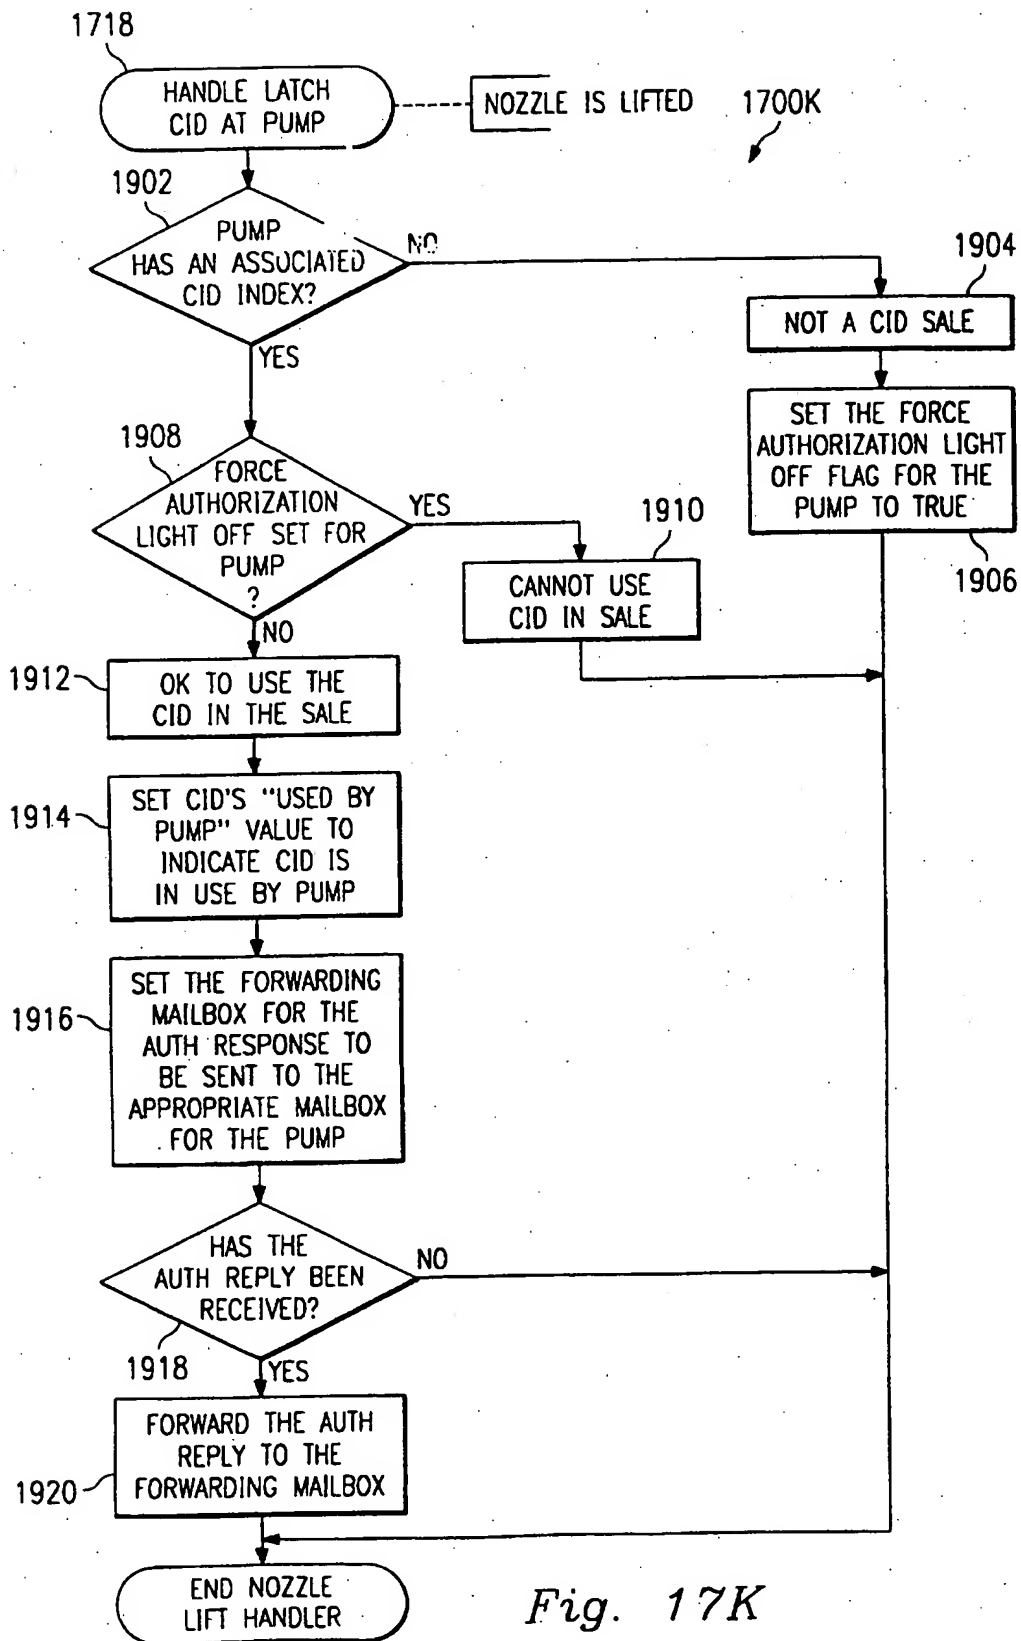 1718
HANDLE LATCH
CID AT PUMP
NOZZLE IS LIFTED
1700K
1902
PUMP
HAS AN ASSOCIATED
CID INDEX?
NO
YES
1904
NOT A CID SALE
SET THE FORCE
AUTHORIZATION LIGHT
OFF FLAG FOR THE
PUMP TO TRUE
1906
1908
FORCE
AUTHORIZATION
LIGHT OFF SET FOR
PUMP
?
YES
NO
1910
CANNOT USE
CID IN SALE
1912
OK TO USE THE
CID IN THE SALE
1914
SET CID'S "USED BY
PUMP" VALUE TO
INDICATE CID IS
IN USE BY PUMP
1916
SET THE FORWARDING
MAILBOX FOR THE
AUTH RESPONSE TO
BE SENT TO THE
APPROPRIATE MAILBOX
FOR THE PUMP
HAS THE
AUTH REPLY BEEN
RECEIVED?
NO
1918
YES
FORWARD THE AUTH
REPLY TO THE
FORWARDING MAILBOX
1920
END NOZZLE
LIFT HANDLER
Fig. 17K